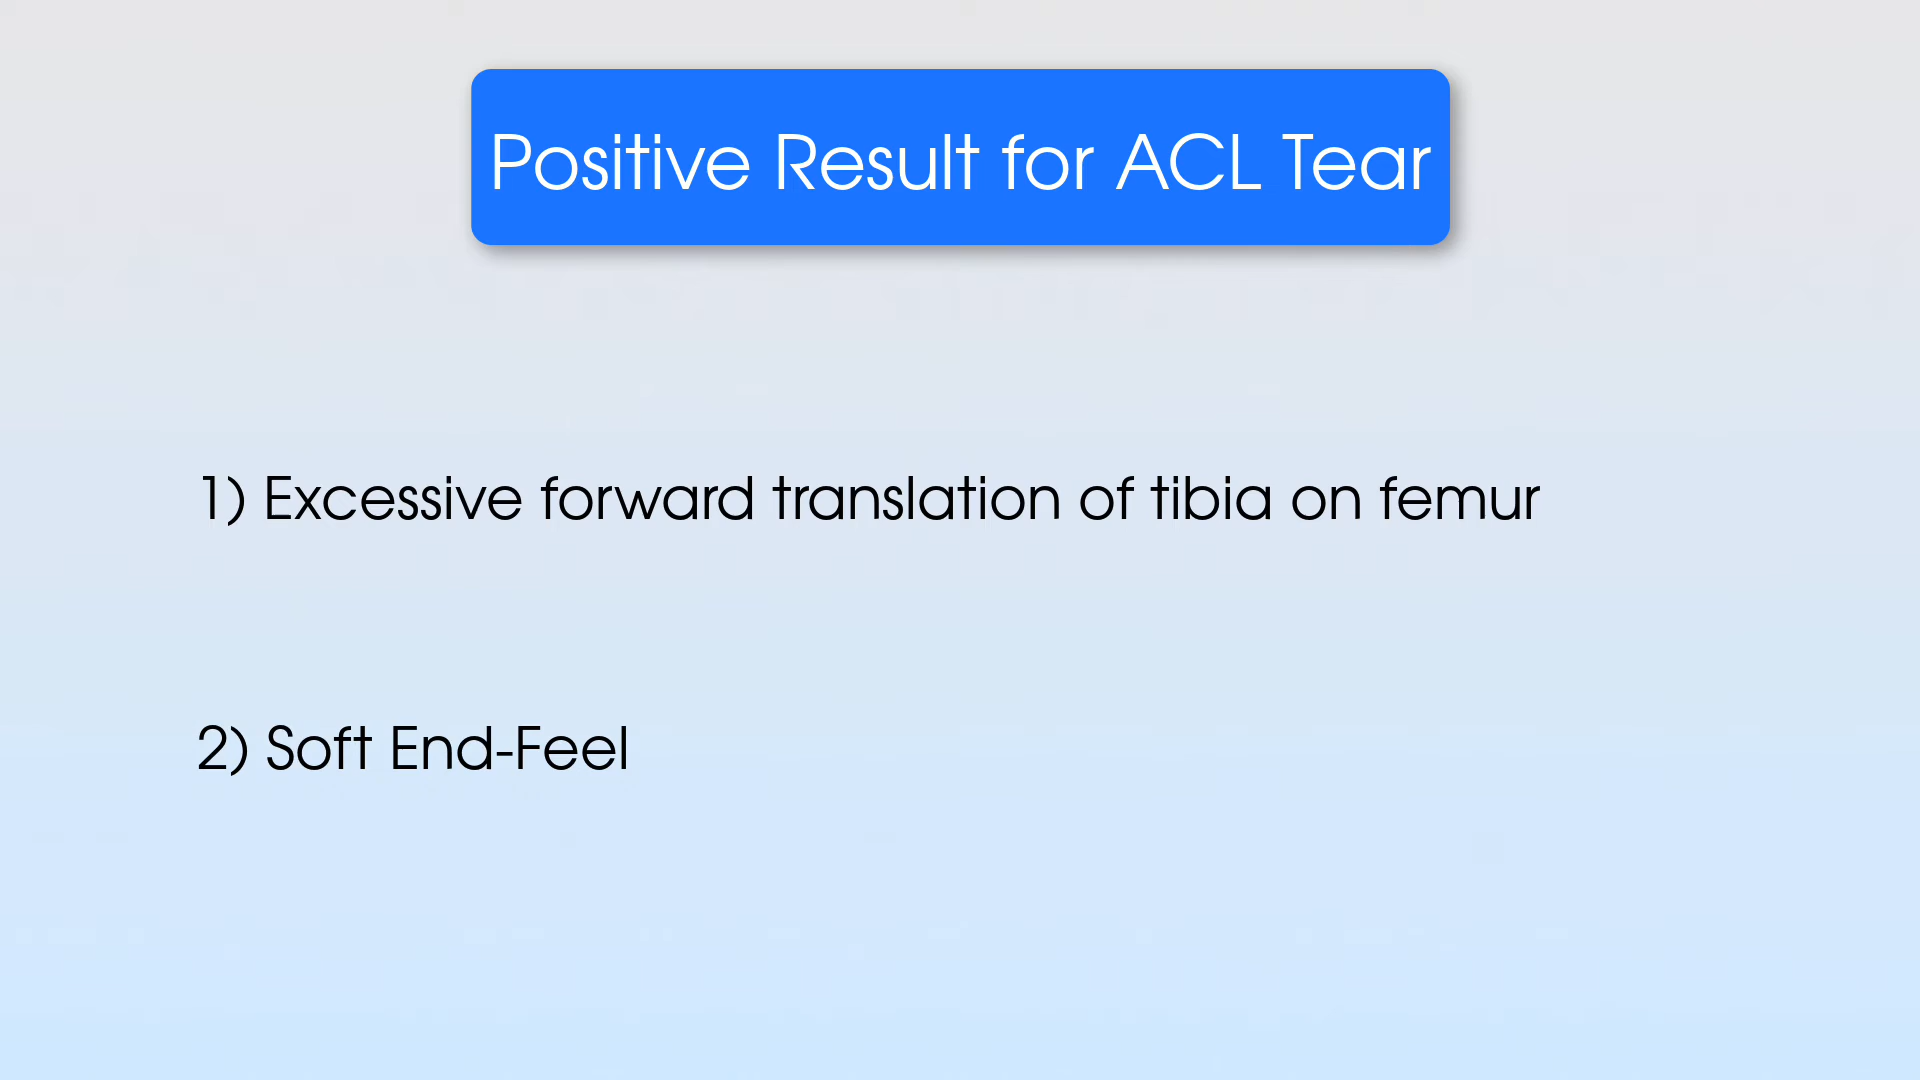 Positive Result for ACL Tear
1) Excessive forward translation of tibia on femur
2) Soft End-Feel